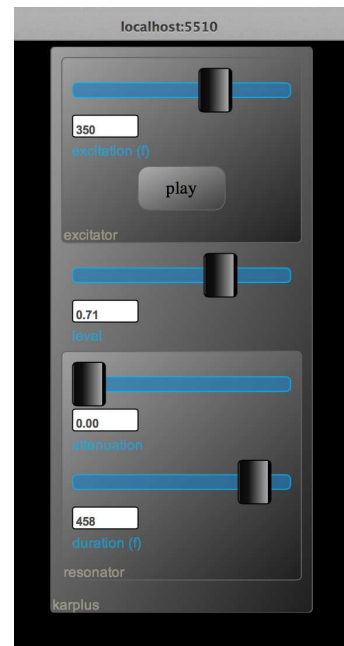 localhost:5510
350
excitation (f)
play
excitator
0.71
level
0.00
attenuation
458
duration (f)
resonator
karplus